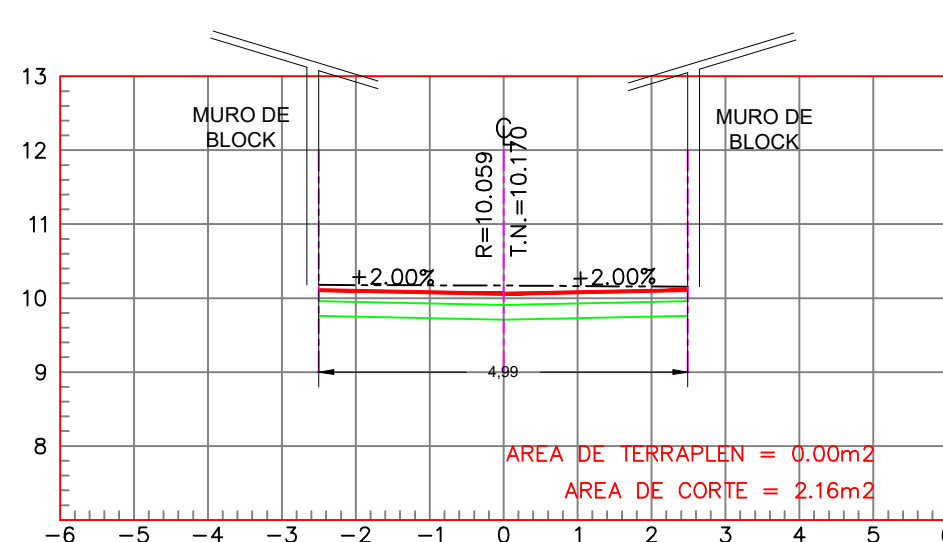 13
MURO DE
BLOCK
MURO DE
BLOCK
12
R=10.059
T.N.=10.170
11
+2.00%
+2.00%
10
9
4,99
8
AREA DE TERRAPLEN = 0.00m2
AREA DE CORTE = 2.16m2
-6 -5 -4 -3 -2 -1 0 1 2 3 4 5 6